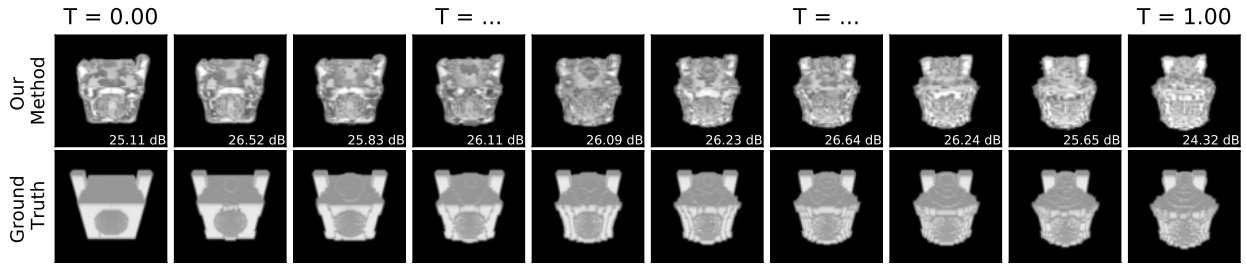 T = 0.00 T = ... T = ... T = 1.00
Our
Method
25.11 dB 26.52 dB 25.83 dB 26.11 dB 26.09 dB 26.23 dB 26.64 dB 26.24 dB 25.65 dB 24.32 dB
Ground
Truth